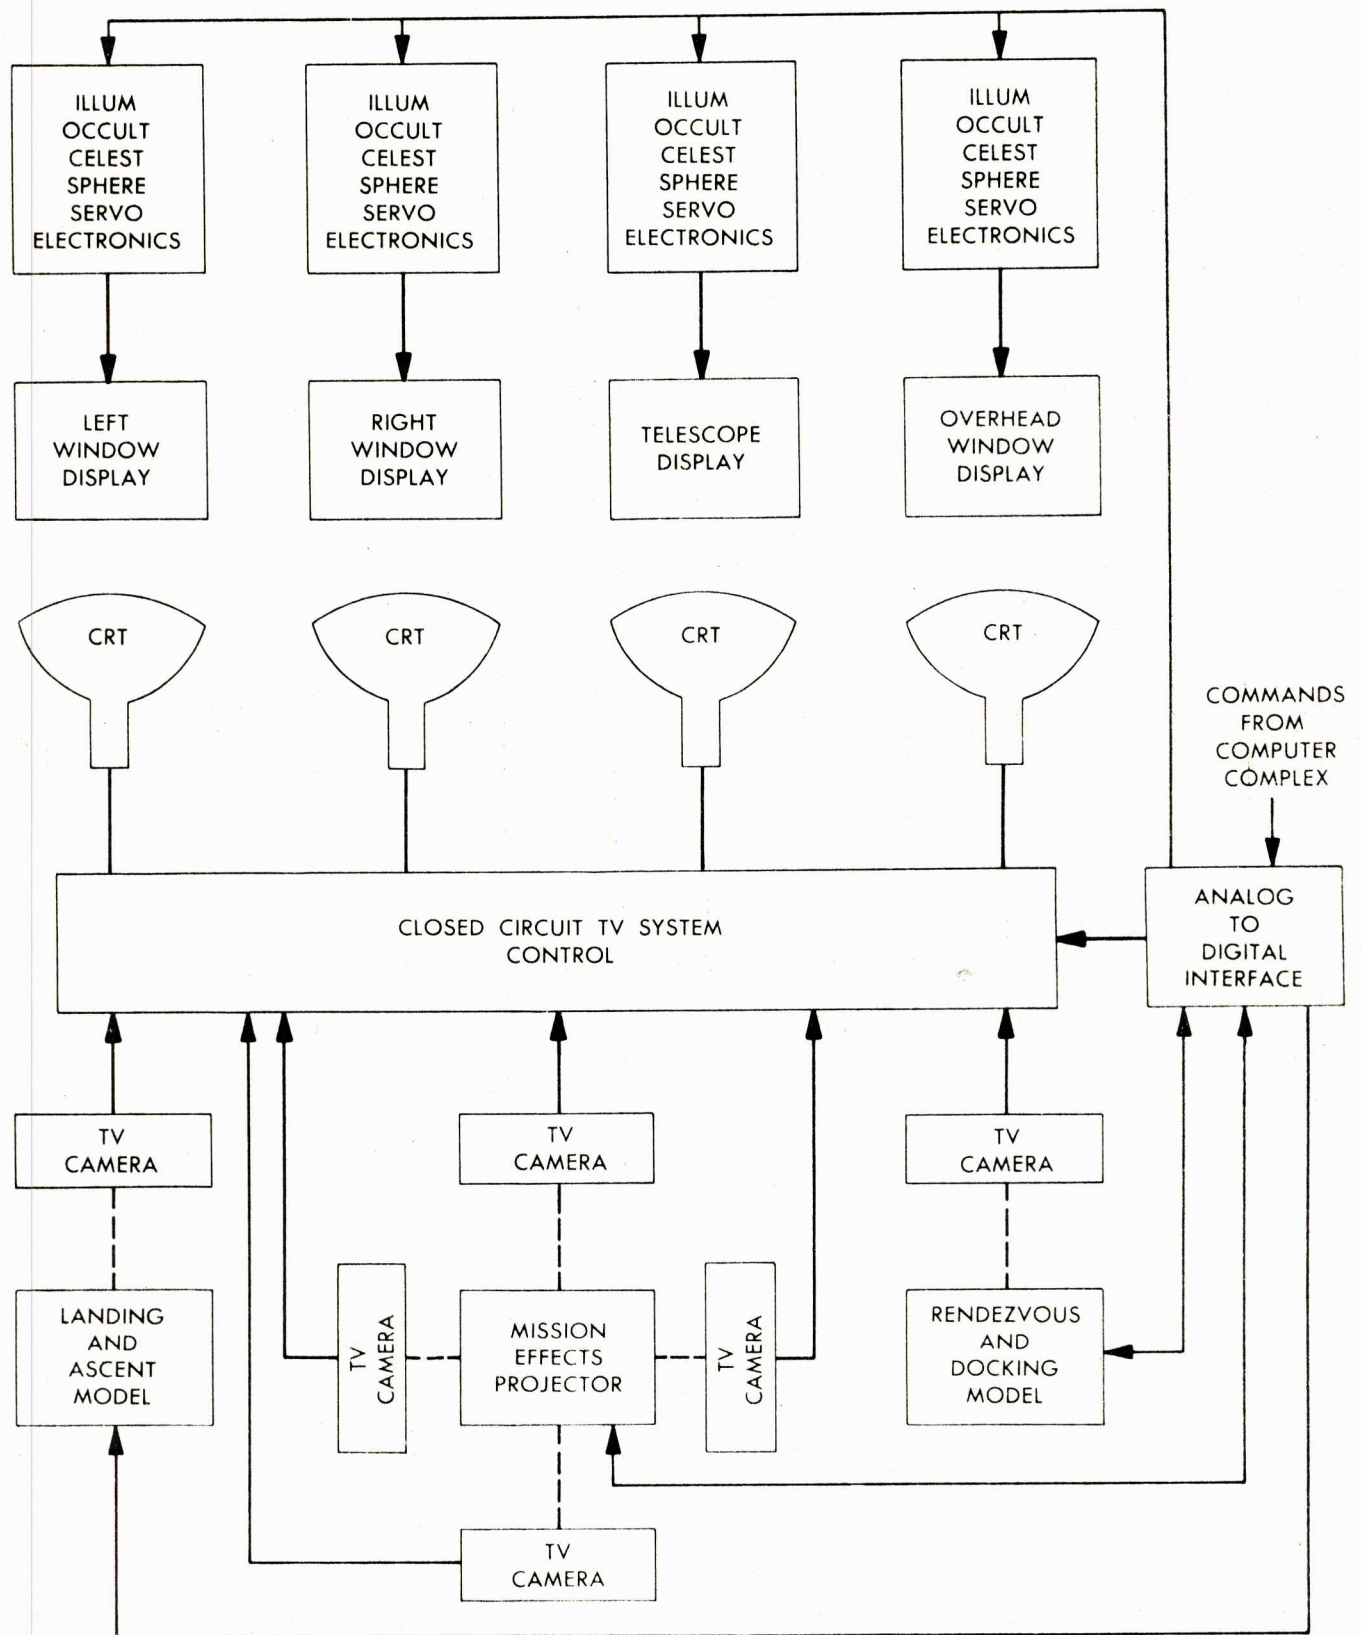 ILLUM
OCCULT
CELEST
SPHERE
SERVO
ELECTRONICS
ILLUM
OCCULT
CELEST
SPHERE
SERVO
ELECTRONICS
ILLUM
OCCULT
CELEST
SPHERE
SERVO
ELECTRONICS
ILLUM
OCCULT
CELEST
SPHERE
SERVO
ELECTRONICS
LEFT
WINDOW
DISPLAY
RIGHT
WINDOW
DISPLAY
TELESCOPE
DISPLAY
OVERHEAD
WINDOW
DISPLAY
CRT
CRT
CRT
CRT
COMMANDS
FROM
COMPUTER
COMPLEX
CLOSED CIRCUIT TV SYSTEM
CONTROL
ANALOG
TO
DIGITAL
INTERFACE
TV
CAMERA
TV
CAMERA
TV
CAMERA
LANDING
AND
ASCENT
MODEL
TV
CAMERA
MISSION
EFFECTS
PROJECTOR
TV
CAMERA
RENDEZVOUS
AND
DOCKING
MODEL
TV
CAMERA